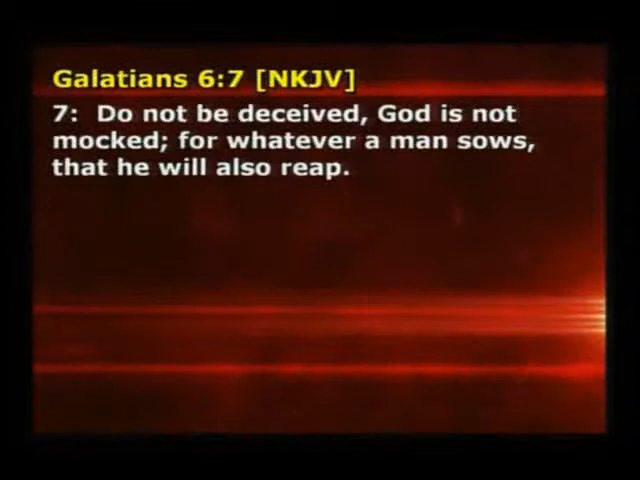 Galatians 6:7 [NKJV]
7: Do not be deceived, God is not
mocked; for whatever a man sows,
that he will also reap.